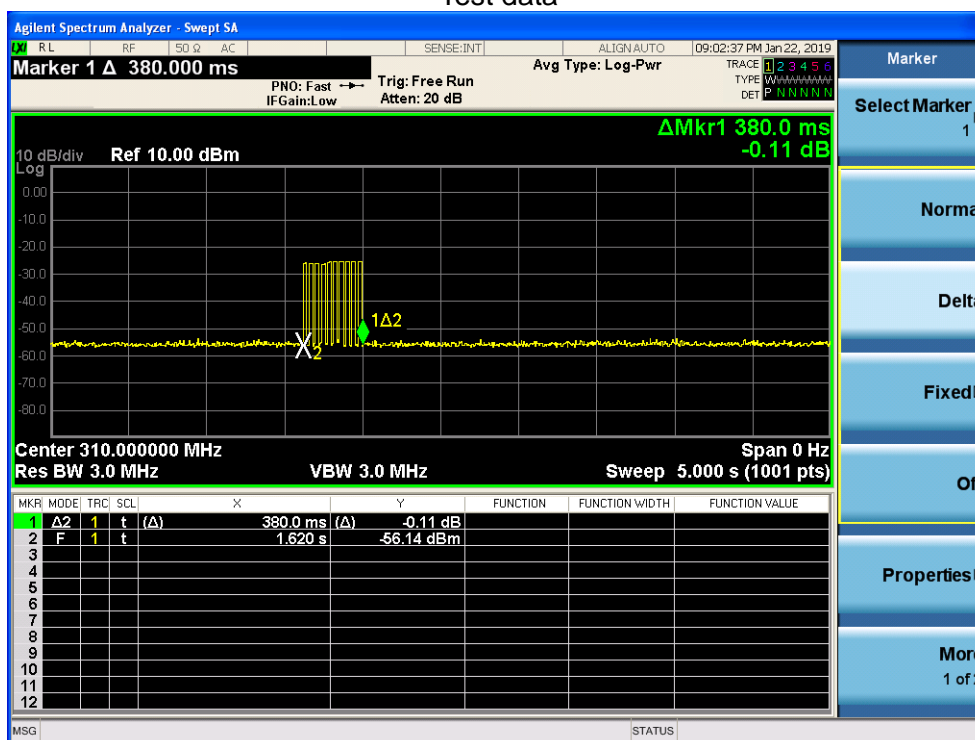 Test data
Agilent Spectrum Analyzer - Swept SA
LXI RL RF 50 Ω AC SENSE:INT ALIGN AUTO 09:02:37 PM Jan 22, 2019
Marker 1 Δ 380.000 ms
PNO: Fast
IFGain:Low
Trig: Free Run
Atten: 20 dB
Avg Type: Log-Pwr
TRACE 1 2 3 4 5 6
TYPE WWWWWW
DET P N N N N N
ΔMkr1 380.0 ms
-0.11 dB
10 dB/div Ref 10.00 dBm
Log
0.00
-10.0
-20.0
-30.0
-40.0
-50.0
-60.0
-70.0
-80.0
1Δ2
X2
Center 310.000000 MHz Span 0 Hz
Res BW 3.0 MHz VBW 3.0 MHz Sweep 5.000 s (1001 pts)
MKR MODE TRC SCL X Y FUNCTION FUNCTION WIDTH FUNCTION VALUE
1 Δ2 1 t (Δ) 380.0 ms (Δ) -0.11 dB
2 F 1 t 1.620 s -56.14 dBm
3
4
5
6
7
8
9
10
11
12
MSG STATUS
Marker
Select Marker
1
Norma
Delta
Fixed
Of
Properties
Mor
1 of